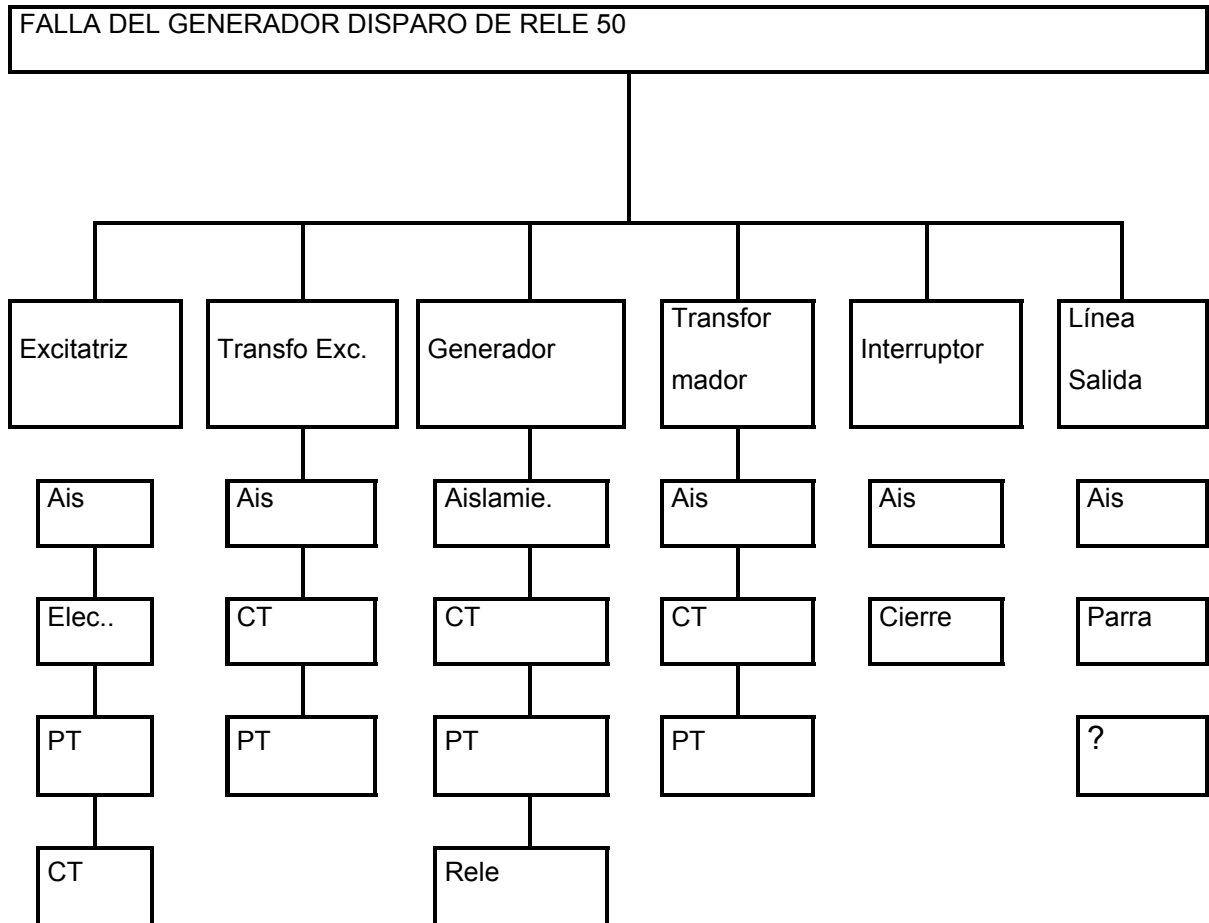 FALLA DEL GENERADOR DISPARO DE RELE 50
Excitatriz
Transfo Exc.
Generador
Transfor
mador
Interruptor
Línea
Salida
Ais
Ais
Aislamie.
Ais
Ais
Ais
Elec..
CT
CT
CT
Cierre
Parra
PT
PT
PT
PT
?
CT
Rele